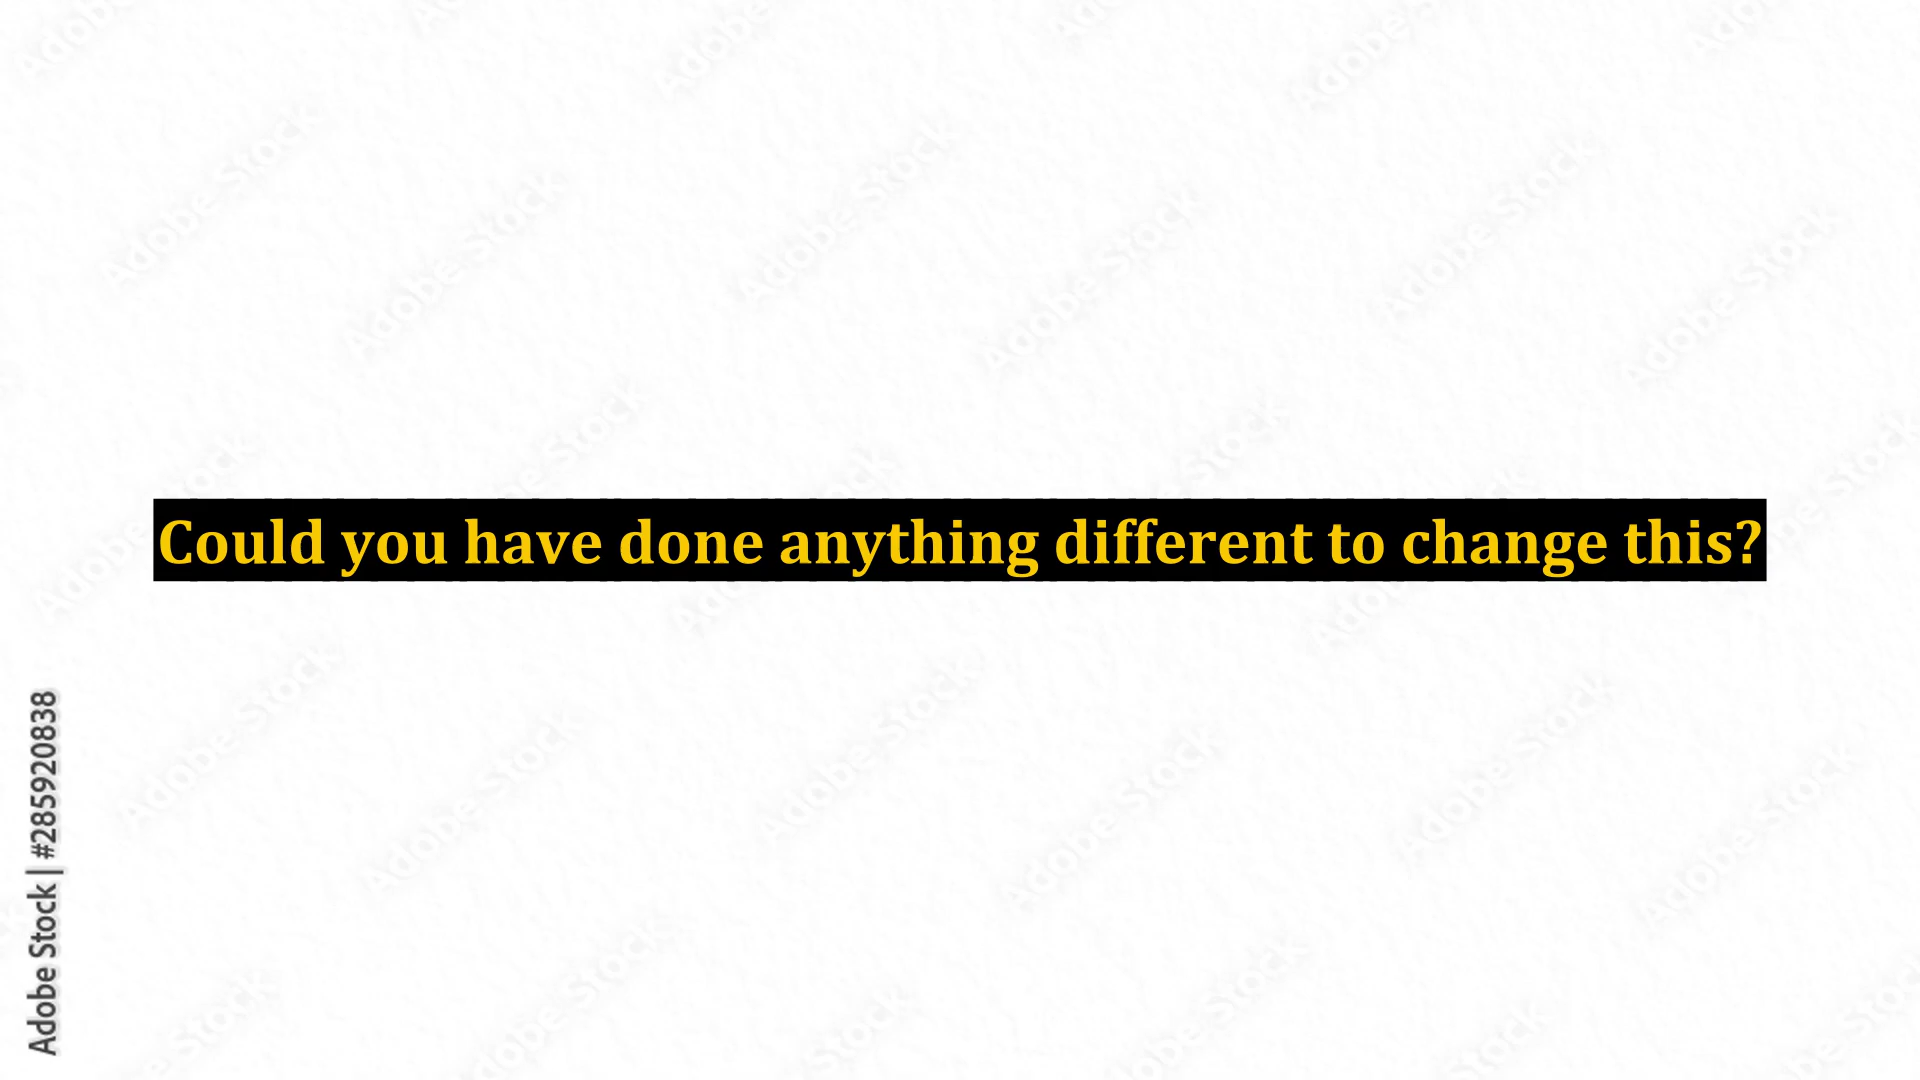 Could you have done anything different to change this?
Adobe Stock | #285920838